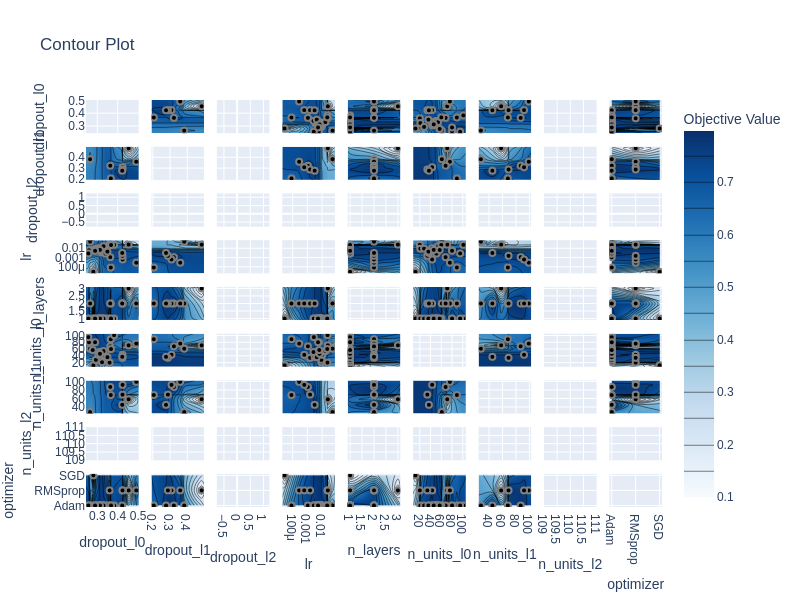 Contour Plot
Objective Value
dropout_l0
0.5
0.4
0.3
dropout_l1
0.4
0.3
0.2
dropout_l2
1
0.5
0
−0.5
lr
0.01
0.001
100μ
n_layers
3
2.5
2
1.5
1
n_units_l0
100
80
60
40
20
n_units_l1
100
80
60
40
n_units_l2
111
110.5
110
109.5
109
optimizer
SGD
RMSprop
Adam
0.3 0.4 0.5
0.2 0.3 0.4
−0.5 0 0.5 1
100μ 0.001 0.01
1 1.5 2 2.5 3
20 40 60 80 100
40 60 80 100
109 109.5 110 110.5 111
Adam RMSprop SGD
dropout_l0 dropout_l1 dropout_l2 lr n_layers n_units_l0 n_units_l1 n_units_l2 optimizer
0.7
0.6
0.5
0.4
0.3
0.2
0.1